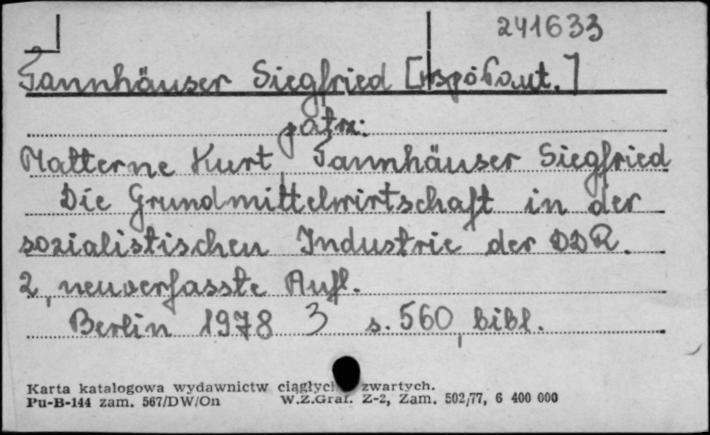 241633
Tannhäuser Siegfried [współaut.]
patrz:
Matterne Kurt Tannhäuser Siegfried
Die Grundmittelwirtschaft in der
sozialistischen Industrie der DDR.
2, neuverfasste Aufl.
Berlin 1978 3 s. 560, bibl.
Karta katalogowa wydawnictw ciągłych zwartych.
Pu-B-144 zam. 567/DW/On W.Z.Graf. Z-2, Zam. 502/77, 6 400 000